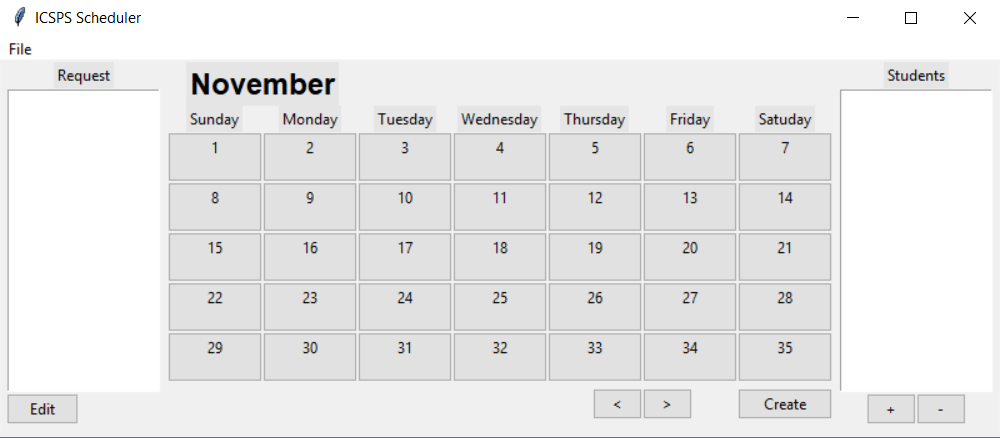 ICSPS Scheduler
File
Request
November
Students
Sunday Monday Tuesday Wednesday Thursday Friday Satuday
1 2 3 4 5 6 7
8 9 10 11 12 13 14
15 16 17 18 19 20 21
22 23 24 25 26 27 28
29 30 31 32 33 34 35
Edit < > Create + -